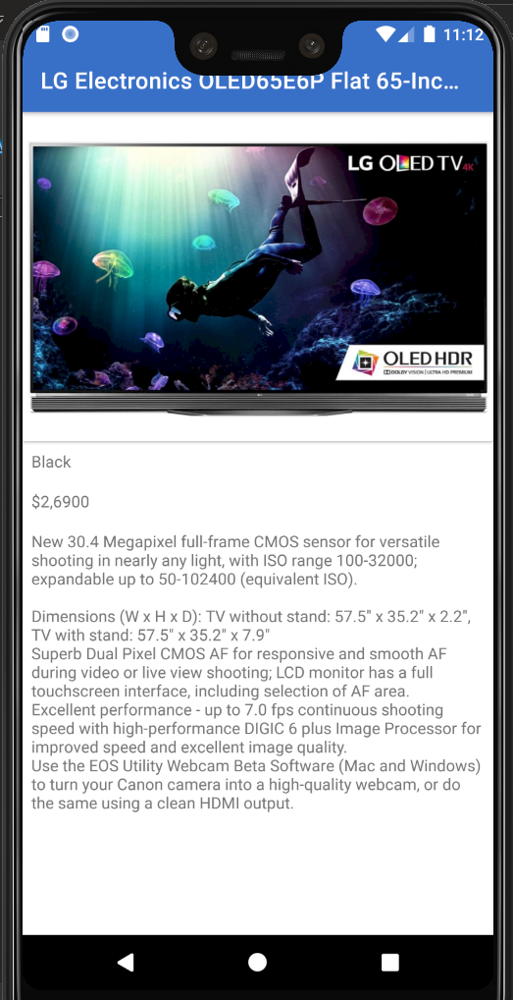 11:12
LG Electronics OLED65E6P Flat 65-Inc...
LG OLED TV 4K
OLED HDR
DOLBY VISION | ULTRA HD PREMIUM
Black
$2,6900
New 30.4 Megapixel full-frame CMOS sensor for versatile
shooting in nearly any light, with ISO range 100-32000;
expandable up to 50-102400 (equivalent ISO).
Dimensions (W x H x D): TV without stand: 57.5" x 35.2" x 2.2",
TV with stand: 57.5" x 35.2" x 7.9"
Superb Dual Pixel CMOS AF for responsive and smooth AF
during video or live view shooting; LCD monitor has a full
touchscreen interface, including selection of AF area.
Excellent performance - up to 7.0 fps continuous shooting
speed with high-performance DIGIC 6 plus Image Processor for
improved speed and excellent image quality.
Use the EOS Utility Webcam Beta Software (Mac and Windows)
to turn your Canon camera into a high-quality webcam, or do
the same using a clean HDMI output.